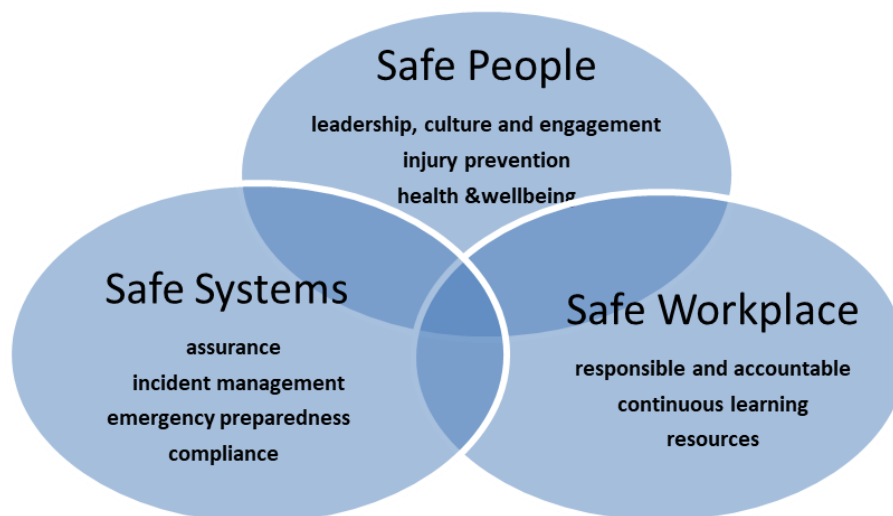 Safe People
leadership, culture and engagement
injury prevention
health &wellbeing
Safe Systems
assurance
incident management
emergency preparedness
compliance
Safe Workplace
responsible and accountable
continuous learning
resources